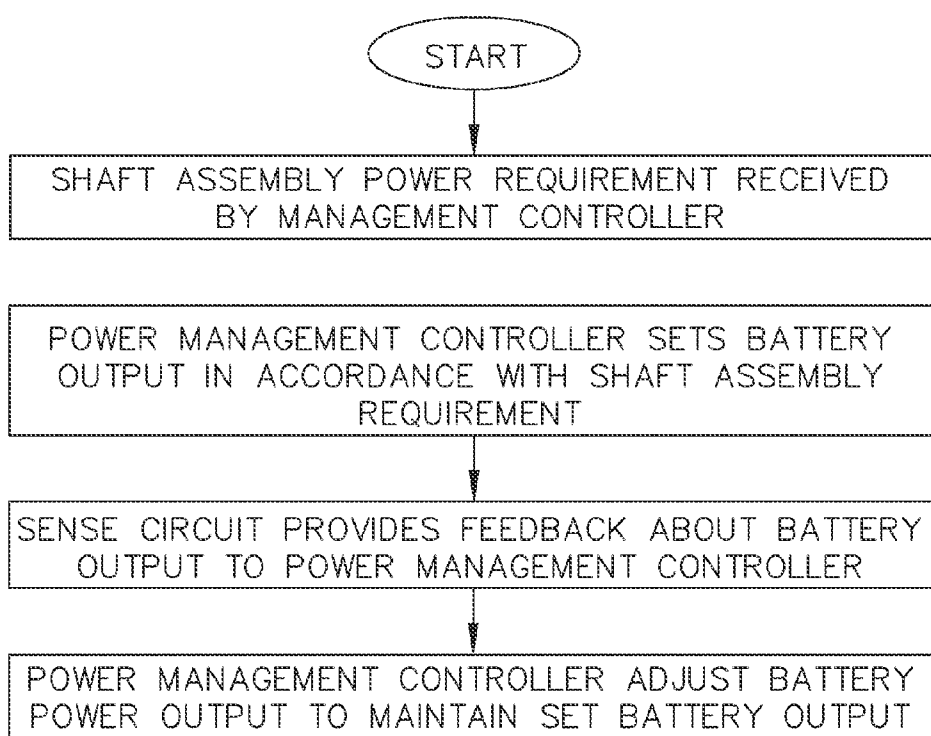 START
SHAFT ASSEMBLY POWER REQUIREMENT RECEIVED
BY MANAGEMENT CONTROLLER
POWER MANAGEMENT CONTROLLER SETS BATTERY
OUTPUT IN ACCORDANCE WITH SHAFT ASSEMBLY
REQUIREMENT
SENSE CIRCUIT PROVIDES FEEDBACK ABOUT BATTERY
OUTPUT TO POWER MANAGEMENT CONTROLLER
POWER MANAGEMENT CONTROLLER ADJUST BATTERY
POWER OUTPUT TO MAINTAIN SET BATTERY OUTPUT